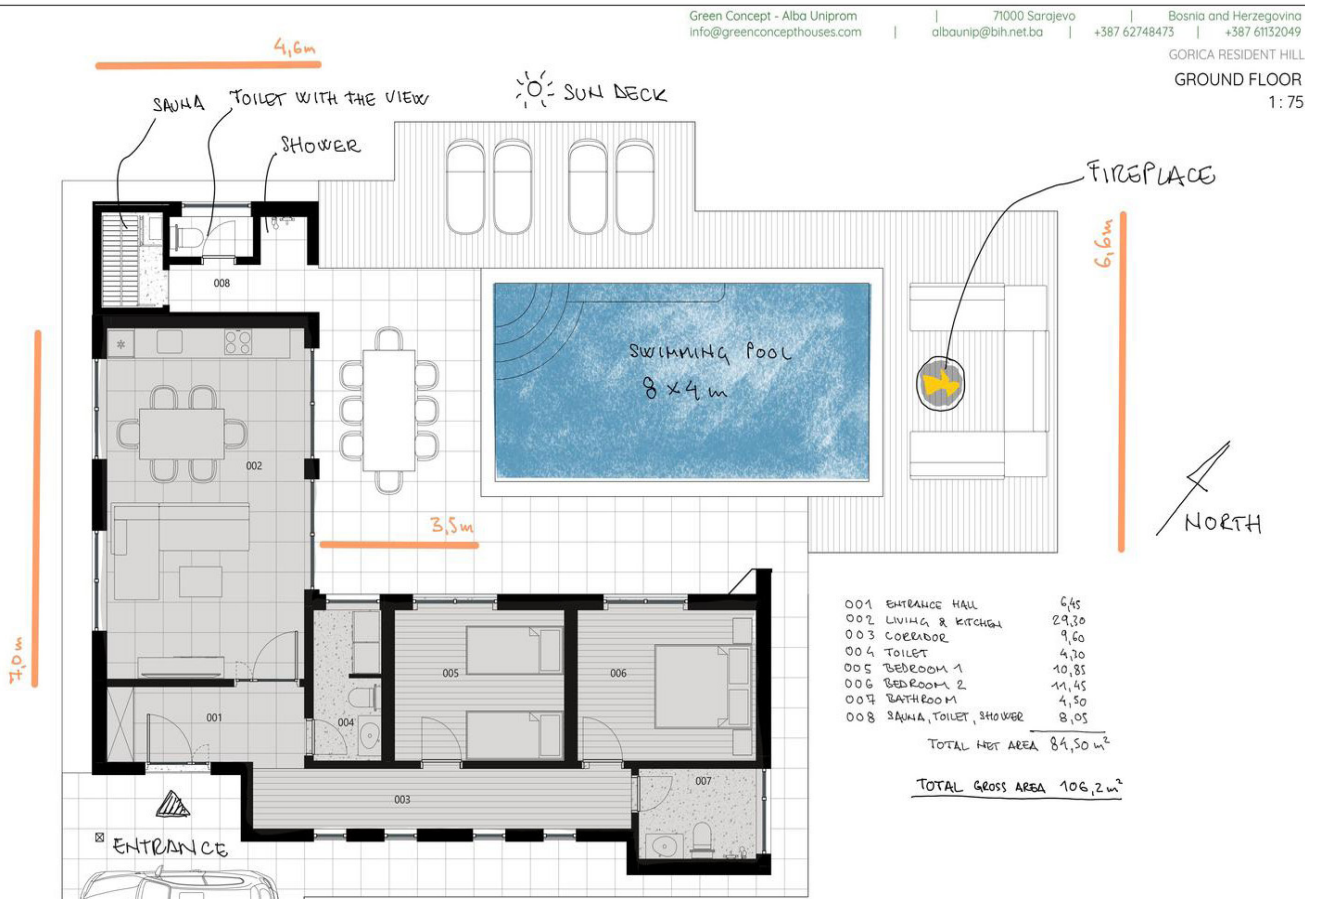 Green Concept - Alba Uniprom | 71000 Sarajevo | Bosnia and Herzegovina
info@greenconcepthouses.com | albaunip@bih.net.ba | +387 62748473 | +387 61132049
GORICA RESIDENT HILL
GROUND FLOOR
1 : 75
4,6m
SAUNA
TOILET WITH THE VIEW
SHOWER
SUN DECK
FIREPLACE
6,6m
008
SWIMMING POOL
8 x 4 m
002
3,5m
NORTH
7,0m
001
004
005
006
003
007
ENTRANCE
001 ENTRANCE HALL 6,45
002 LIVING & KITCHEN 29,30
003 CORRIDOR 9,60
004 TOILET 4,30
005 BEDROOM 1 10,85
006 BEDROOM 2 11,45
007 BATHROOM 4,50
008 SAUNA, TOILET, SHOWER 8,05
TOTAL NET AREA 84,50 m²
TOTAL GROSS AREA 106,2 m²